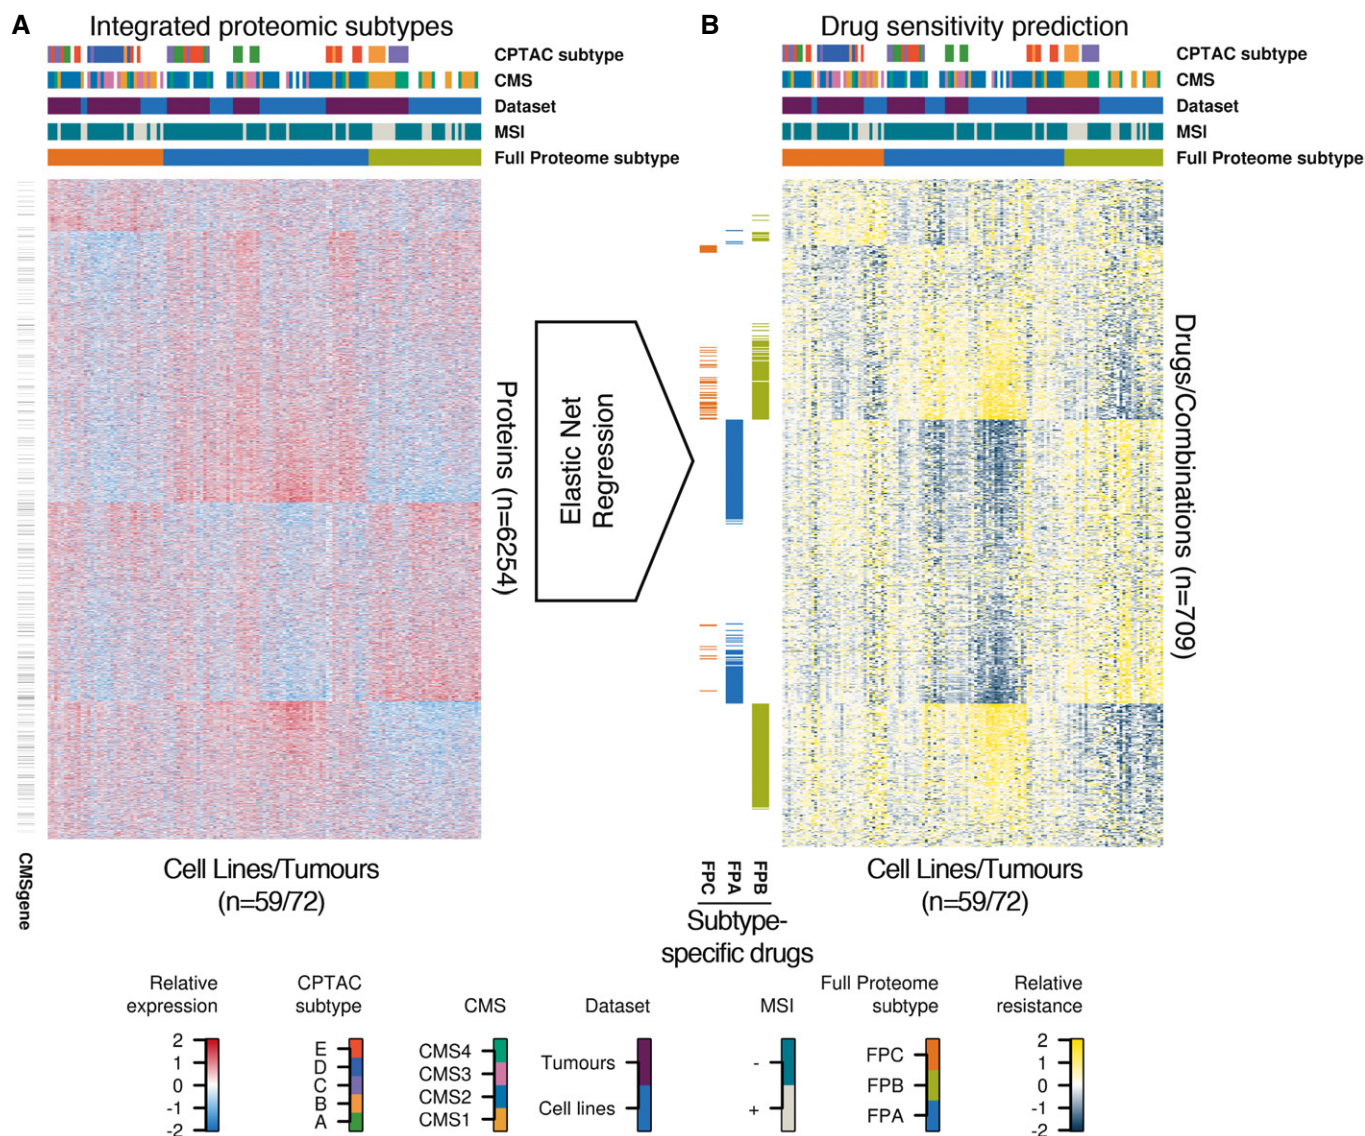 A
Integrated proteomic subtypes
CPTAC subtype
CMS
Dataset
MSI
Full Proteome subtype
Proteins (n=6254)
CMSgene
Cell Lines/Tumours
(n=59/72)
Elastic Net
Regression
B
Drug sensitivity prediction
CPTAC subtype
CMS
Dataset
MSI
Full Proteome subtype
Drugs/Combinations (n=709)
Cell Lines/Tumours
(n=59/72)
FPC
FPA
FPB
Subtype-
specific drugs
Relative
expression
2
1
0
-1
-2
CPTAC
subtype
E
D
C
B
A
CMS
CMS4
CMS3
CMS2
CMS1
Dataset
Tumours
Cell lines
MSI
-
+
Full Proteome
subtype
FPC
FPB
FPA
Relative
resistance
2
1
0
-1
-2